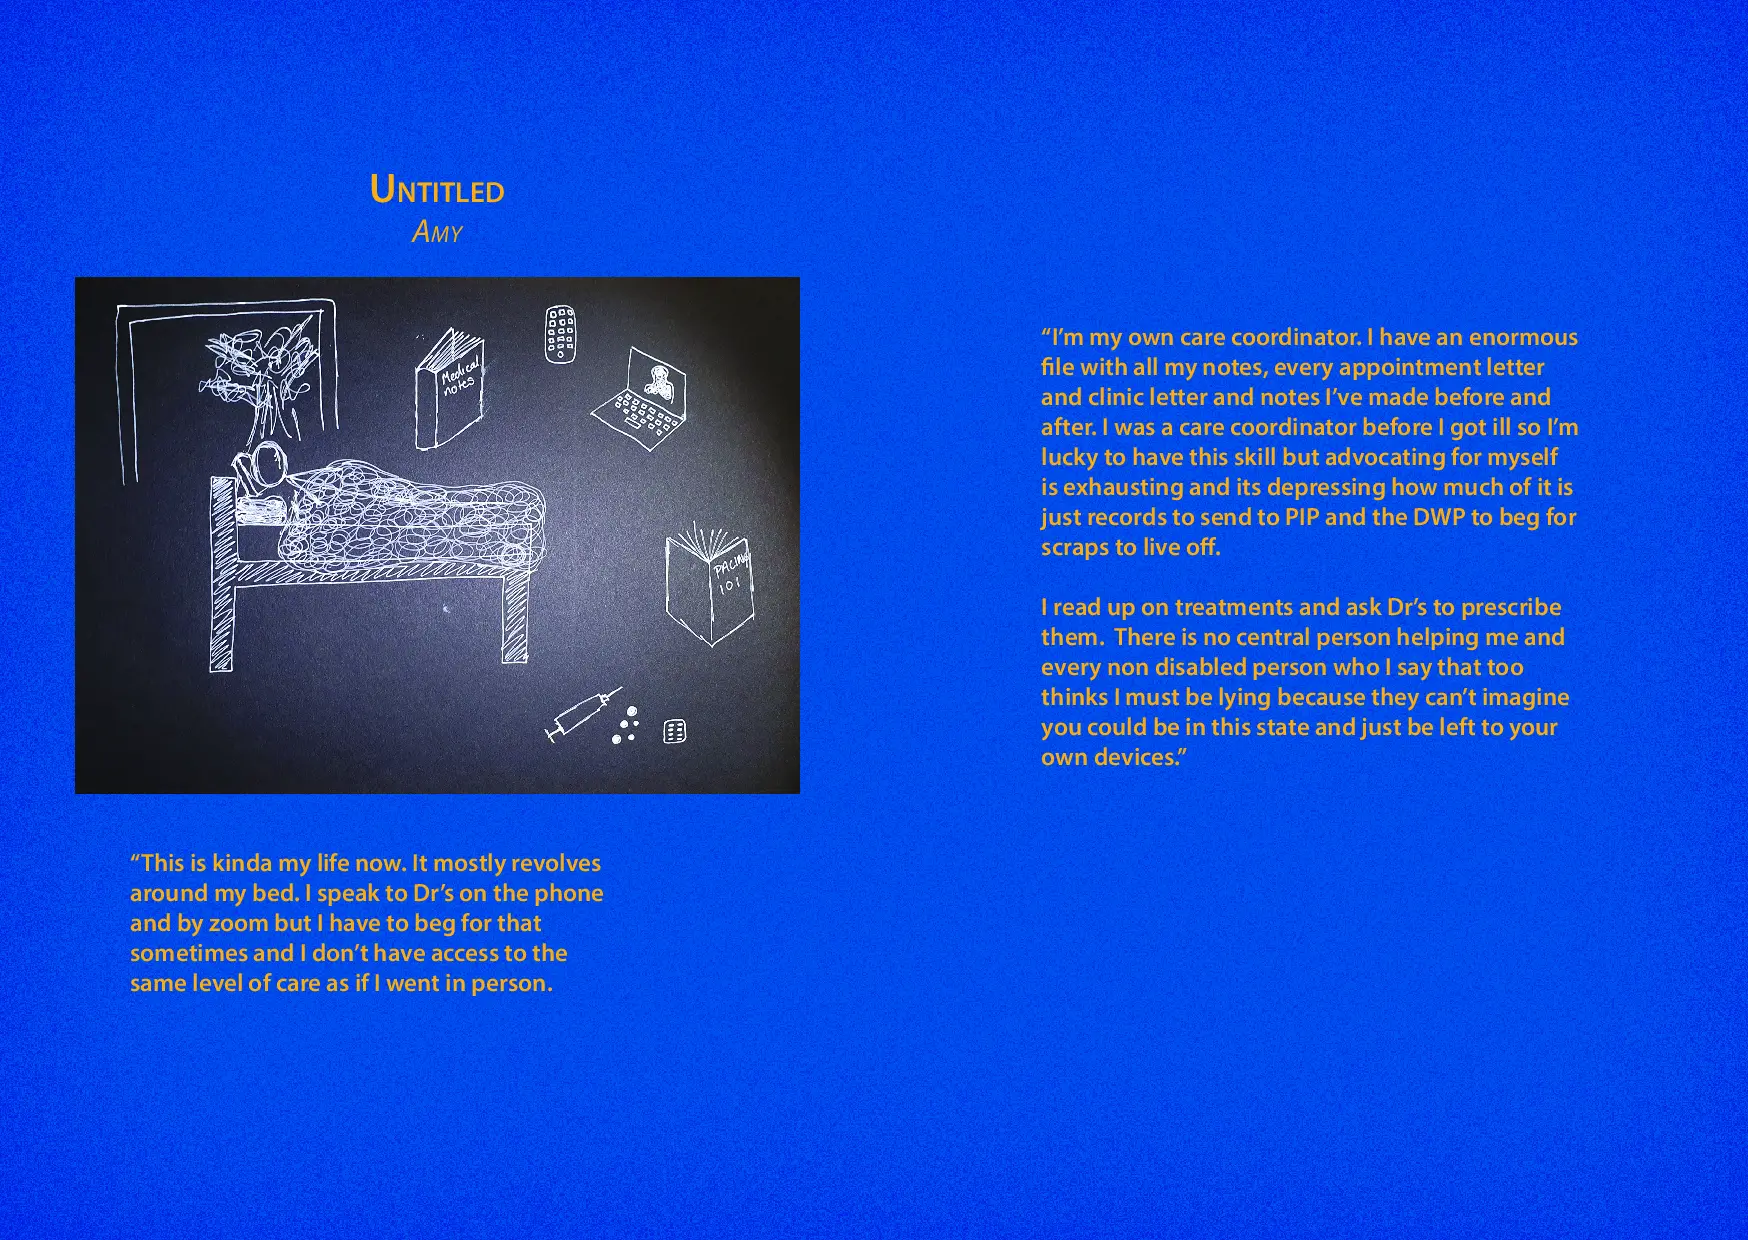 Untitled
Amy
Medical
notes
PACING
101
“This is kinda my life now. It mostly revolves
around my bed. I speak to Dr’s on the phone
and by zoom but I have to beg for that
sometimes and I don’t have access to the
same level of care as if I went in person.
“I’m my own care coordinator. I have an enormous
file with all my notes, every appointment letter
and clinic letter and notes I’ve made before and
after. I was a care coordinator before I got ill so I’m
lucky to have this skill but advocating for myself
is exhausting and its depressing how much of it is
just records to send to PIP and the DWP to beg for
scraps to live off.
I read up on treatments and ask Dr’s to prescribe
them.  There is no central person helping me and
every non disabled person who I say that too
thinks I must be lying because they can’t imagine
you could be in this state and just be left to your
own devices.”